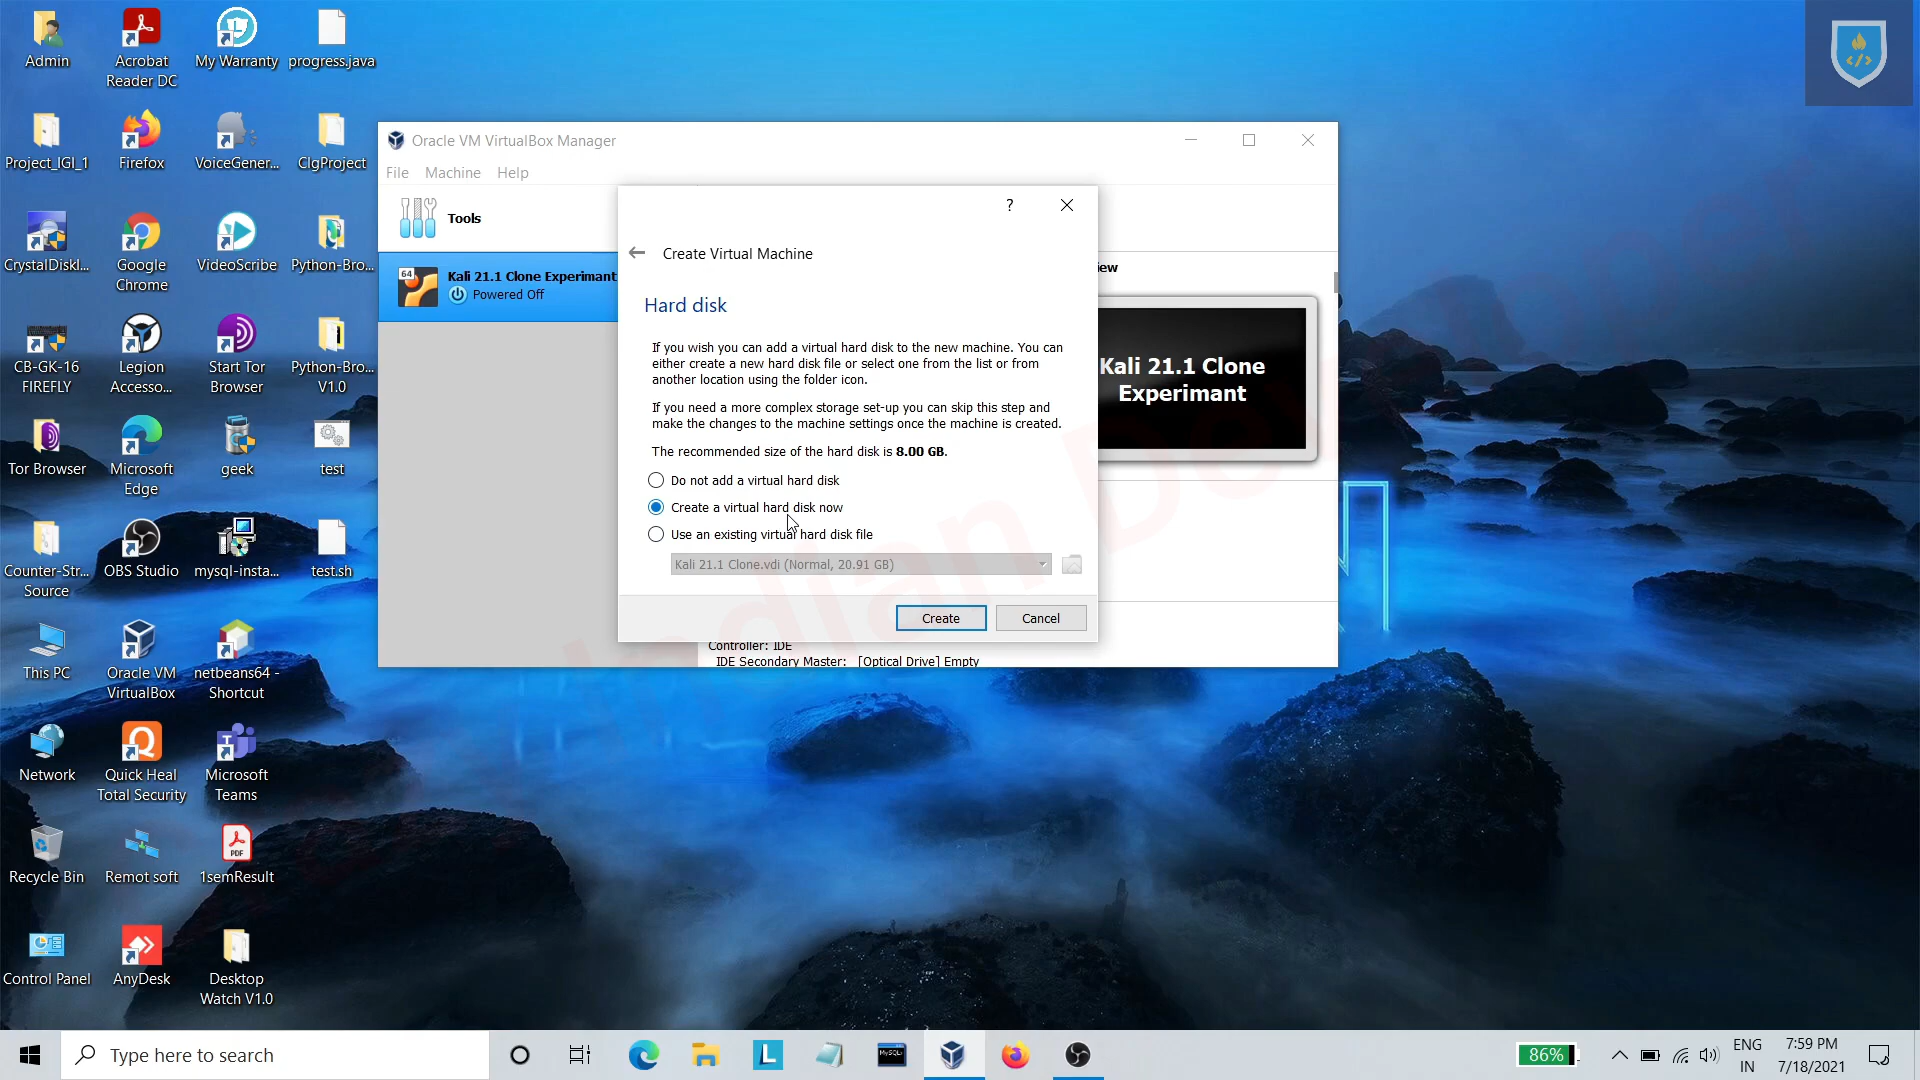 Admin
Acrobat
Reader DC
My Warranty
progress.java
Project_IGI_1
Firefox
VoiceGener...
ClgProject
CrystalDiskI...
Google
Chrome
VideoScribe
Python-Bro...
CB-GK-16
FIREFLY
Legion
Accesso...
Start Tor
Browser
Python-Bro...
V1.0
Tor Browser
Microsoft
Edge
geek
test
Counter-Str...
Source
OBS Studio
mysql-insta...
test.sh
This PC
Oracle VM
VirtualBox
netbeans64 -
Shortcut
Network
Quick Heal
Total Security
Microsoft
Teams
Recycle Bin
Remot soft
PDF
1semResult
Control Panel
AnyDesk
Desktop
Watch V1.0
Oracle VM VirtualBox Manager
File Machine Help
Tools
64
Kali 21.1 Clone Experimant
Powered Off
?
Create Virtual Machine
Hard disk
If you wish you can add a virtual hard disk to the new machine. You can
either create a new hard disk file or select one from the list or from
another location using the folder icon.
If you need a more complex storage set-up you can skip this step and
make the changes to the machine settings once the machine is created.
The recommended size of the hard disk is 8.00 GB.
Do not add a virtual hard disk
Create a virtual hard disk now
Use an existing virtual hard disk file
Kali 21.1 Clone.vdi (Normal, 20.91 GB)
Create
Cancel
Kali 21.1 Clone
Experimant
Controller: IDE
IDE Secondary Master: [Optical Drive] Empty
Type here to search
L
MySQL
86%
ENG
IN
7:59 PM
7/18/2021